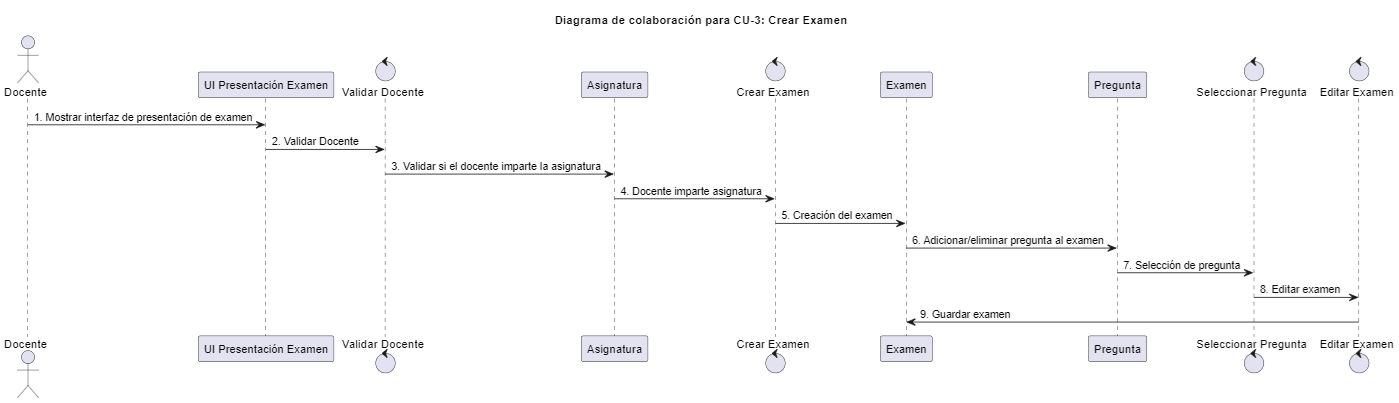 Diagrama de colaboración para CU-3: Crear Examen
Docente
UI Presentación Examen
Validar Docente
Asignatura
Crear Examen
Examen
Pregunta
Seleccionar Pregunta
Editar Examen
1. Mostrar interfaz de presentación de examen
2. Validar Docente
3. Validar si el docente imparte la asignatura
4. Docente imparte asignatura
5. Creación del examen
6. Adicionar/eliminar pregunta al examen
7. Selección de pregunta
8. Editar examen
9. Guardar examen
Docente
UI Presentación Examen
Validar Docente
Asignatura
Crear Examen
Examen
Pregunta
Seleccionar Pregunta
Editar Examen